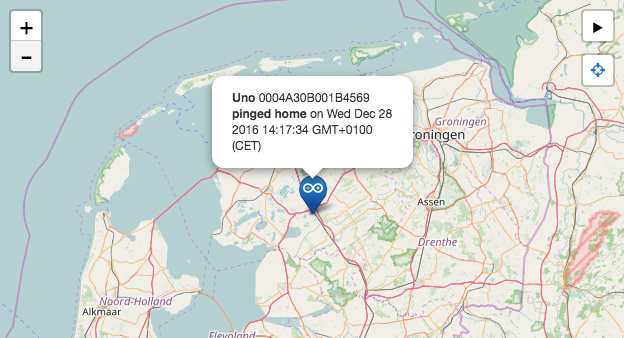 +
-
Uno 0004A30B001B4569
pinged home on Wed Dec 28
2016 14:17:34 GMT+0100
(CET)
Groningen
roningen
Assen
Drenthe
Noord-Holland
Alkmaar
Flevoland